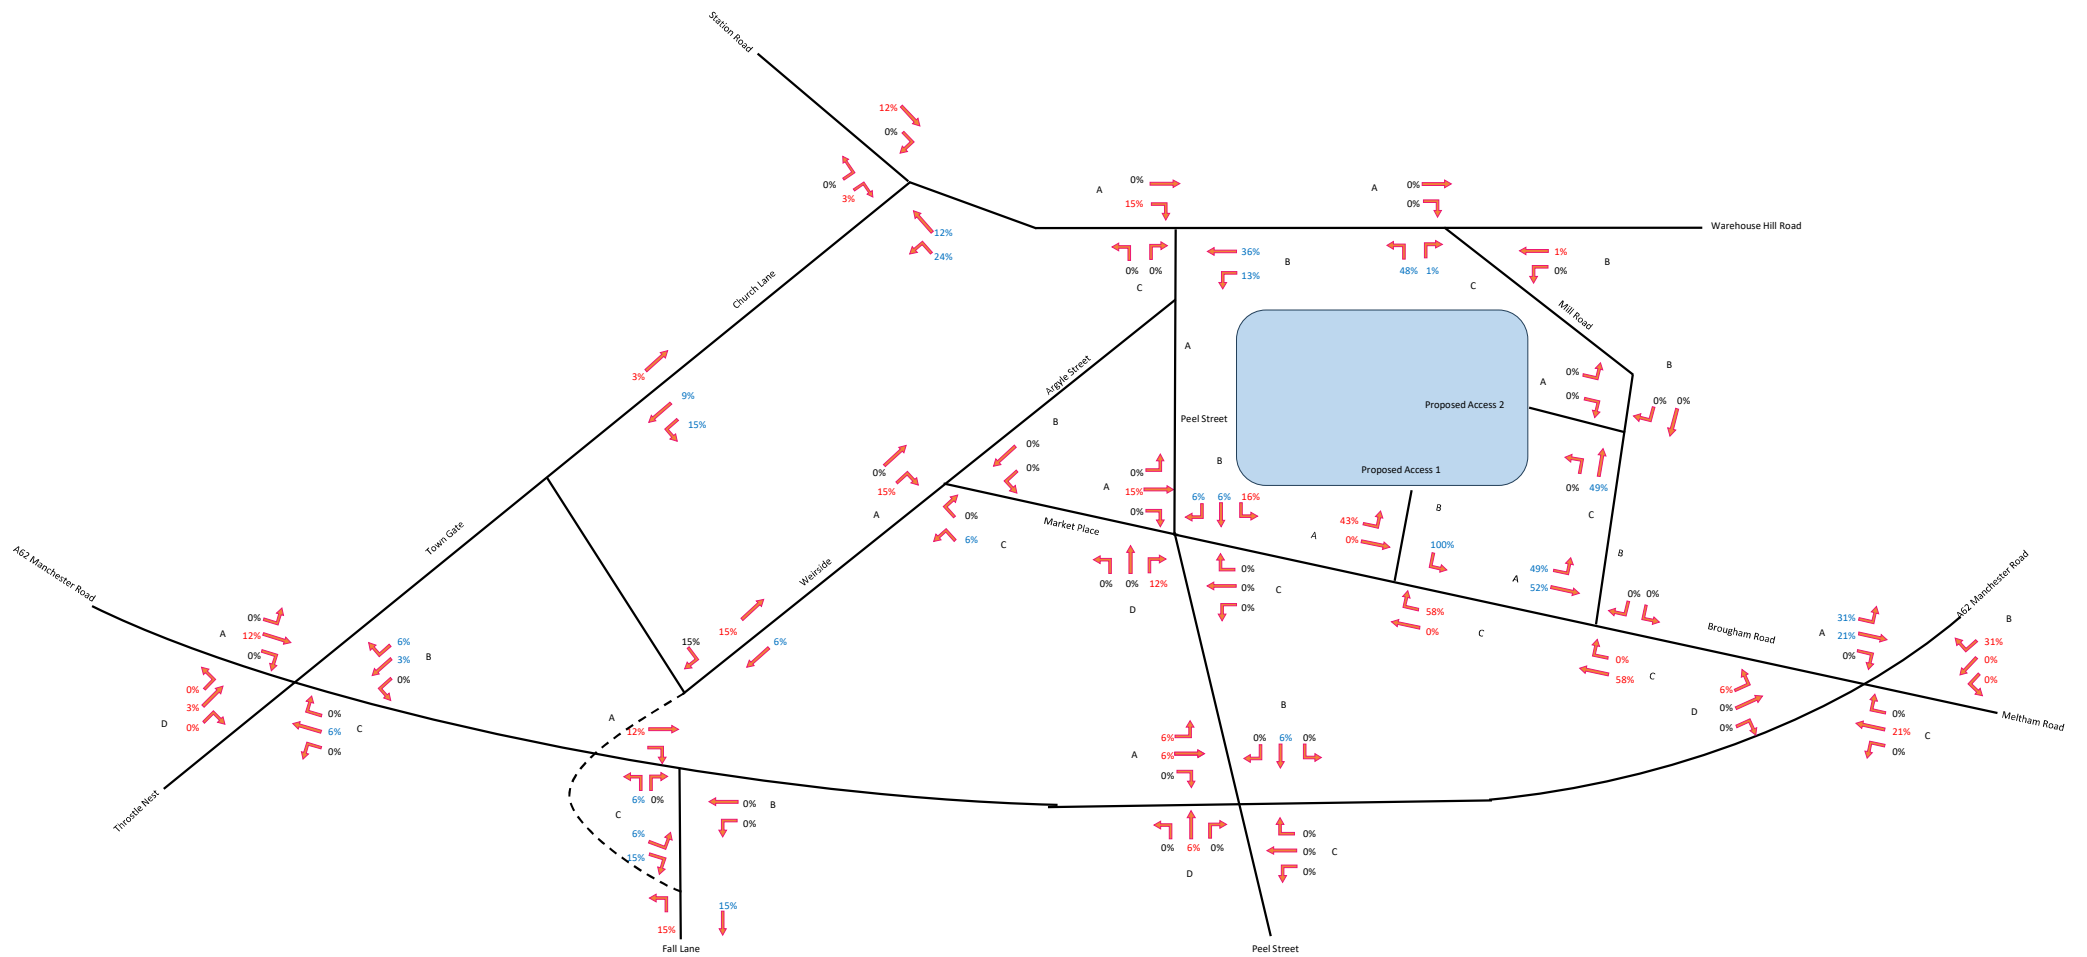 Station Road
12%
0%
0%
3%
12%
24%
A
0%
15%
0% 0%
C
36%
13%
B
A
0%
0%
48% 1%
C
1%
0%
B
Warehouse Hill Road
Church Lane
3%
9%
15%
Mill Road
A
Argyle Street
B
0%
0%
Peel Street
A
0%
0%
B
0% 0%
Proposed Access 2
Proposed Access 1
0% 49%
C
0%
15%
A
0%
6%
C
Market Place
A
0%
15%
0%
B
6% 6% 16%
0% 0% 12%
D
0%
0%
0%
C
A
43%
0%
B
100%
58%
0%
C
A
49%
52%
B
0% 0%
0%
58%
C
Brougham Road
A62 Manchester Road
Town Gate
Weirside
15%
15%
6%
A62 Manchester Road
A
0%
12%
0%
6%
3%
0%
B
0%
3%
0%
D
0%
6%
0%
C
Throstle Nest
A
12%
6% 0%
C
0%
0%
B
6%
15%
15%
15%
Fall Lane
A
6%
6%
0%
B
0% 6% 0%
0% 6% 0%
D
0%
0%
0%
C
Peel Street
D
6%
0%
0%
A
31%
21%
0%
B
31%
0%
0%
0%
21%
0%
C
Meltham Road